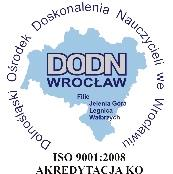 Dolnośląski Ośrodek Doskonalenia Nauczycieli we Wrocławiu
DODN
WROCŁAW
Filie
Jelenia Góra
Legnica
Wałbrzych
ISO 9001:2008
AKREDYTACJA KO